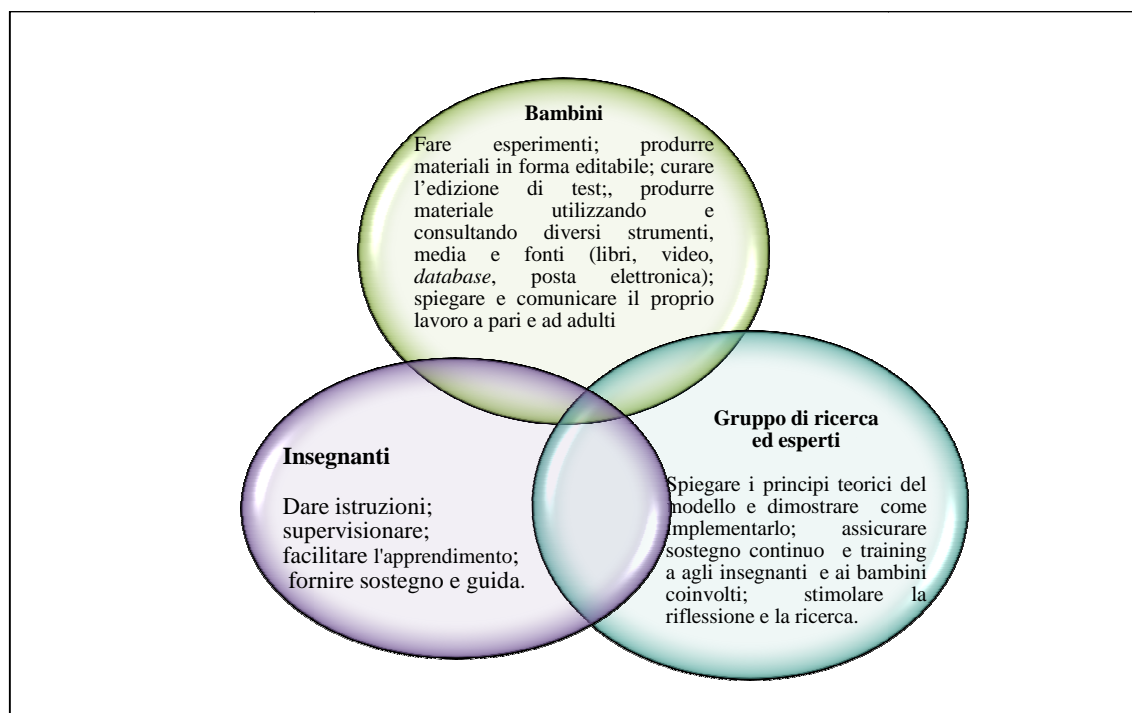 Bambini
Fare esperimenti; produrre
materiali in forma editabile; curare
l'edizione di test;, produrre
materiale utilizzando e
consultando diversi strumenti,
media e fonti (libri, video,
database, posta elettronica);
spiegare e comunicare il proprio
lavoro a pari e ad adulti
Insegnanti
Dare istruzioni;
supervisionare;
facilitare l'apprendimento;
fornire sostegno e guida.
Gruppo di ricerca
ed esperti
Spiegare i principi teorici del
modello e dimostrare come
implementarlo; assicurare
sostegno continuo e training
a agli insegnanti e ai bambini
coinvolti; stimolare la
riflessione e la ricerca.